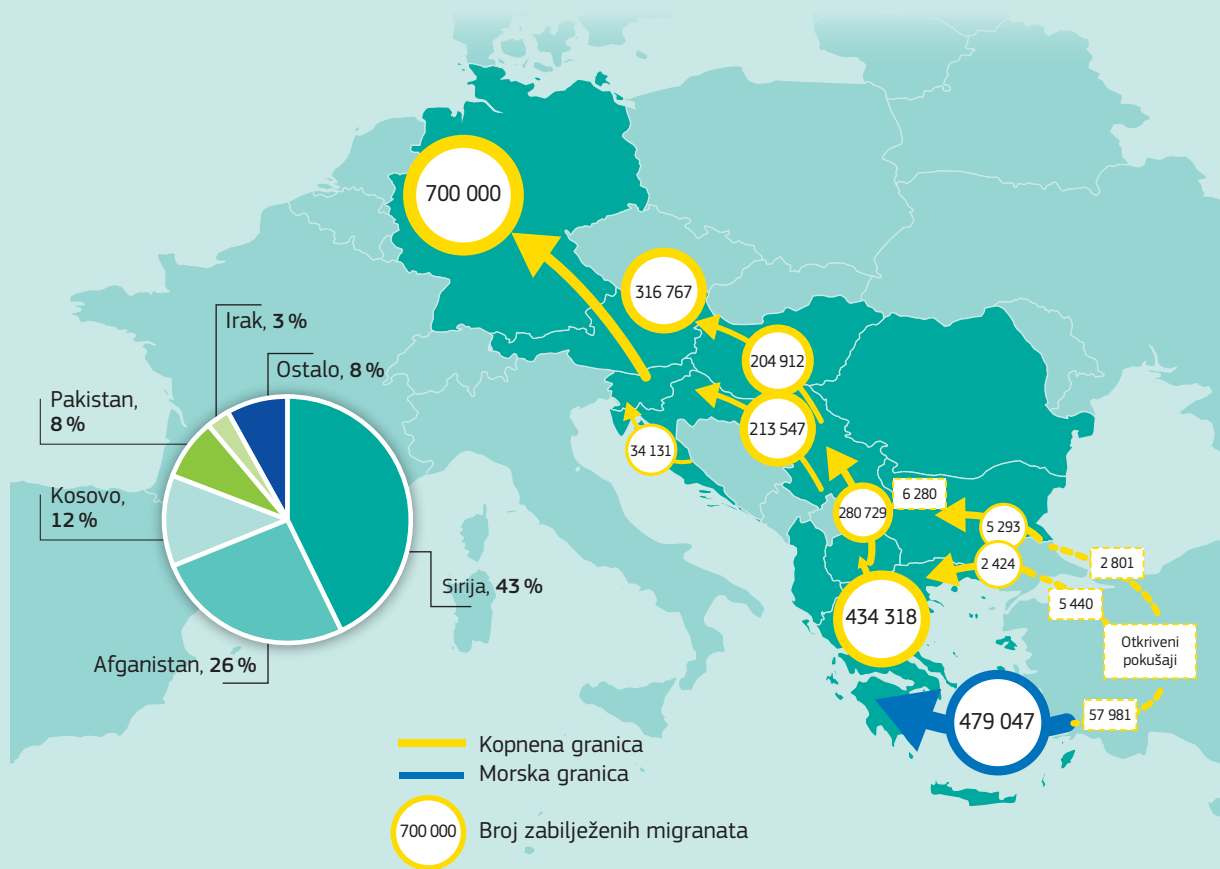 700 000
316 767
Irak, 3 %
204 912
Ostalo, 8 %
Pakistan,
8 %
213 547
34 131
6 280
Kosovo,
12 %
280 729
5 293
2 424
2 801
Sirija, 43 %
5 440
434 318
Otkriveni
pokušaji
Afganistan, 26 %
479 047
57 981
Kopnena granica
Morska granica
700 000
Broj zabilježenih migranata